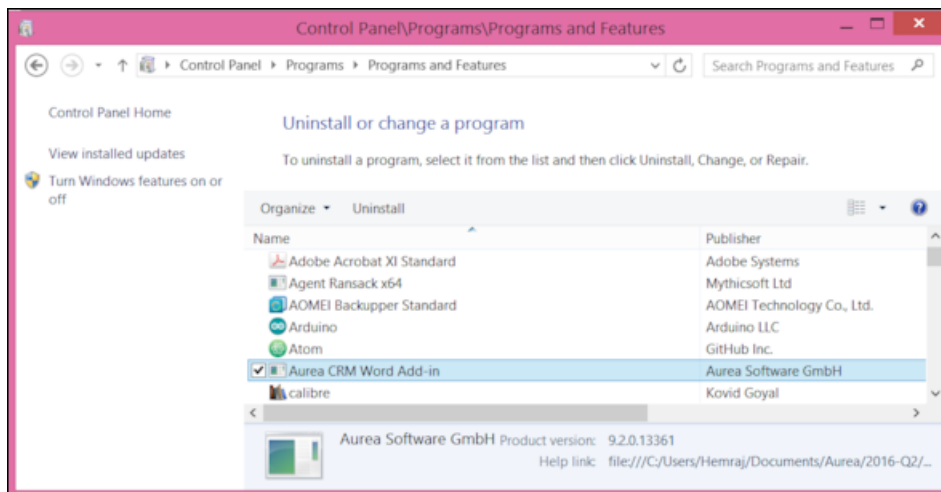 Control Panel\Programs\Programs and Features
Control Panel Programs Programs and Features Search Programs and Features
Control Panel Home
View installed updates
Turn Windows features on or
off
Uninstall or change a program
To uninstall a program, select it from the list and then click Uninstall, Change, or Repair.
Organize Uninstall
Name Publisher
Adobe Acrobat XI Standard Adobe Systems
Agent Ransack x64 Mythicsoft Ltd
AOMEI Backupper Standard AOMEI Technology Co., Ltd.
Arduino Arduino LLC
Atom GitHub Inc.
Aurea CRM Word Add-in Aurea Software GmbH
calibre Kovid Goyal
Aurea Software GmbH Product version: 9.2.0.13361
Help link: file:///C:/Users/Hemraj/Documents/Aurea/2016-Q2/...